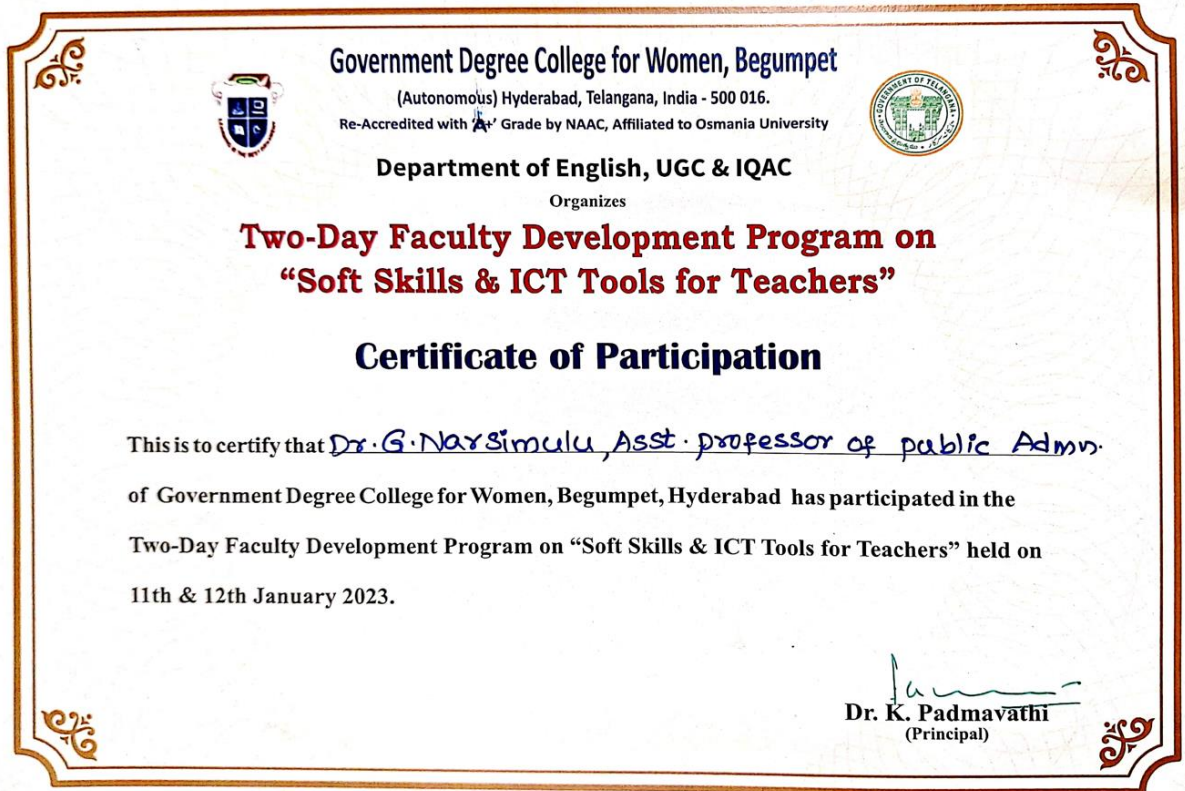 Government Degree College for Women, Begumpet
(Autonomous) Hyderabad, Telangana, India - 500 016.
Re-Accredited with 'A+' Grade by NAAC, Affiliated to Osmania University
GOVERNMENT OF TELANGANA
Department of English, UGC & IQAC
Organizes
Two-Day Faculty Development Program on
“Soft Skills & ICT Tools for Teachers”
Certificate of Participation
This is to certify that Dr. G. Narsimulu, Asst. professor of public Admn.
of Government Degree College for Women, Begumpet, Hyderabad has participated in the
Two-Day Faculty Development Program on “Soft Skills & ICT Tools for Teachers” held on
11th & 12th January 2023.
Dr. K. Padmavathi
(Principal)